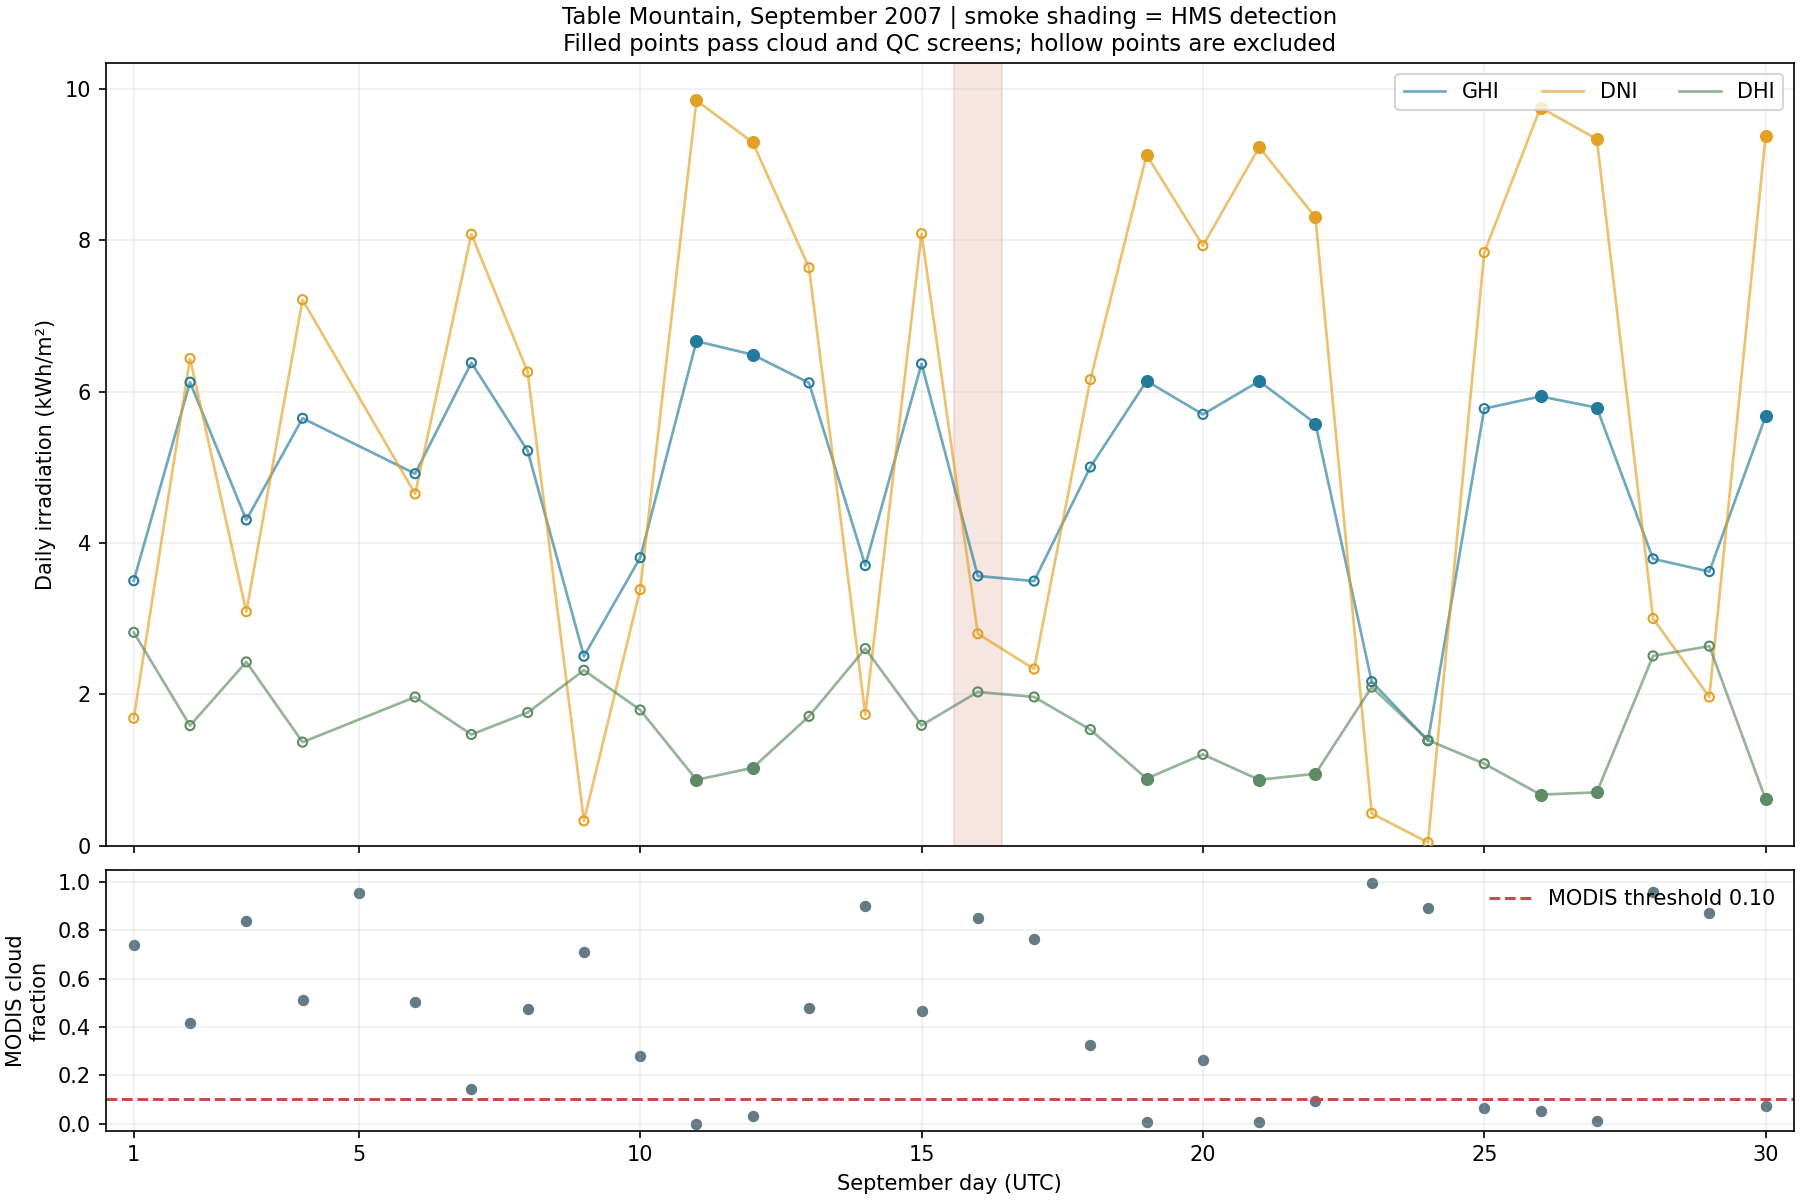 Table Mountain, September 2007 | smoke shading = HMS detection
Filled points pass cloud and QC screens; hollow points are excluded
GHI DNI DHI
10
8
6
4
2
0
Daily irradiation (kWh/m²)
MODIS threshold 0.10
1.0
0.8
0.6
0.4
0.2
0.0
MODIS cloud
fraction
1 5 10 15 20 25 30
September day (UTC)